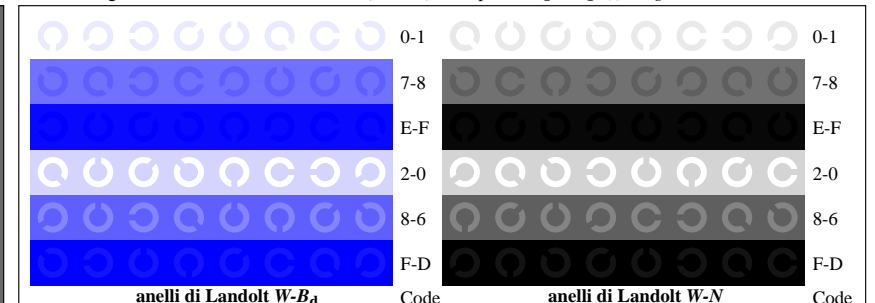 0-1 0-1
7-8 7-8
E-F E-F
2-0 2-0
8-6 8-6
F-D F-D
anelli di Landolt W-Bd Code anelli di Landolt W-N Code